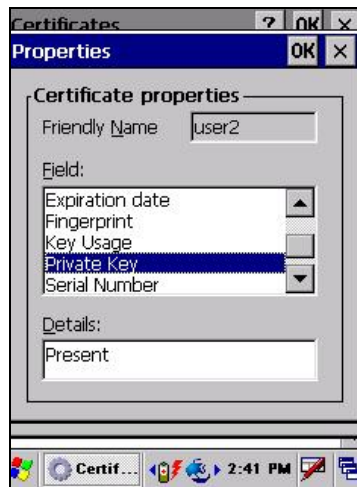 Certificates ? OK ×
Properties OK ×
Certificate properties
Friendly Name user2
Field:
Expiration date
Fingerprint
Key Usage
Private Key
Serial Number
Details:
Present
Certif... 2:41 PM